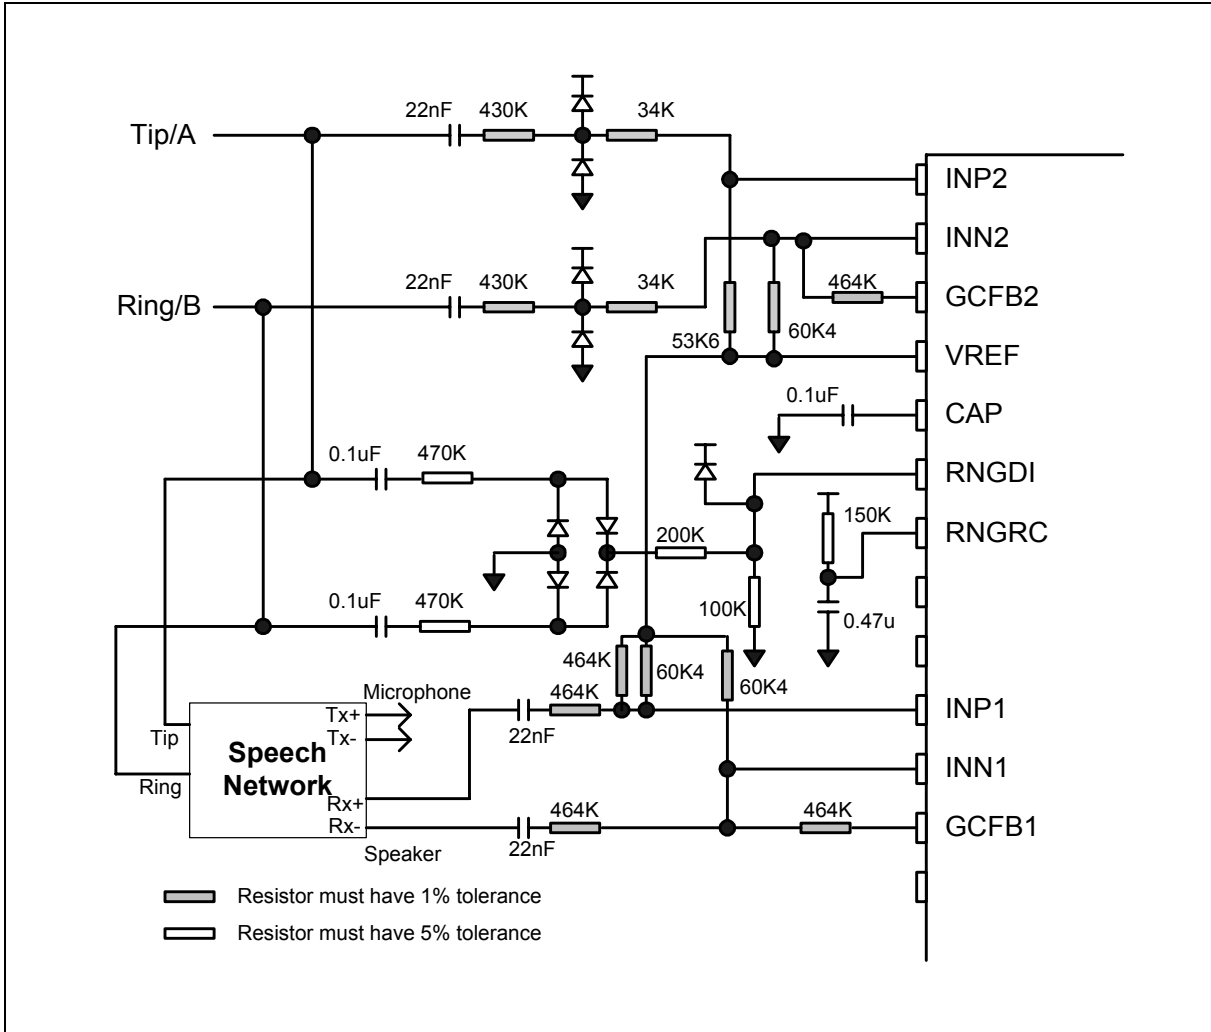 22nF 430K 34K
Tip/A
INP2
INN2
22nF 430K 34K
464K
GCFB2
Ring/B
53K6
60K4
VREF
0.1uF
CAP
0.1uF 470K
RNGDI
150K
200K
RNGRC
0.1uF 470K
100K
0.47u
464K
60K4
60K4
Microphone
464K
INP1
Tx+
Tx-
22nF
Tip
Speech
Network
INN1
Ring
Rx+
Rx-
464K
464K
GCFB1
22nF
Speaker
Resistor must have 1% tolerance
Resistor must have 5% tolerance